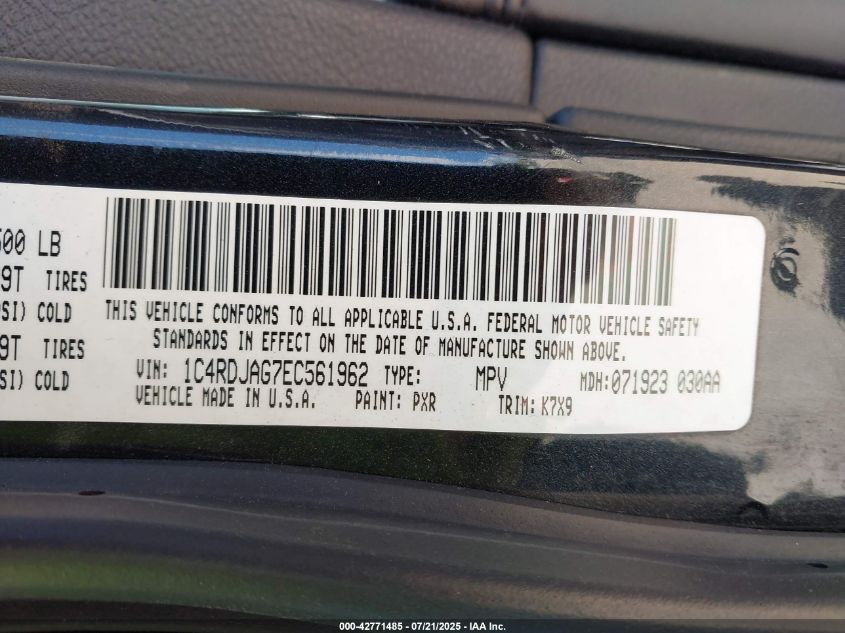 500 LB
9T TIRES
PSI) COLD
9T TIRES
SI) COLD
THIS VEHICLE CONFORMS TO ALL APPLICABLE U.S.A. FEDERAL MOTOR VEHICLE SAFETY
STANDARDS IN EFFECT ON THE DATE OF MANUFACTURE SHOWN ABOVE.
VIN: 1C4RDJAG7EC561962 TYPE: MPV MDH: 071923 030AA
VEHICLE MADE IN U.S.A. PAINT: PXR TRIM: K7X9
000-42771485 - 07/21/2025 - IAA Inc.